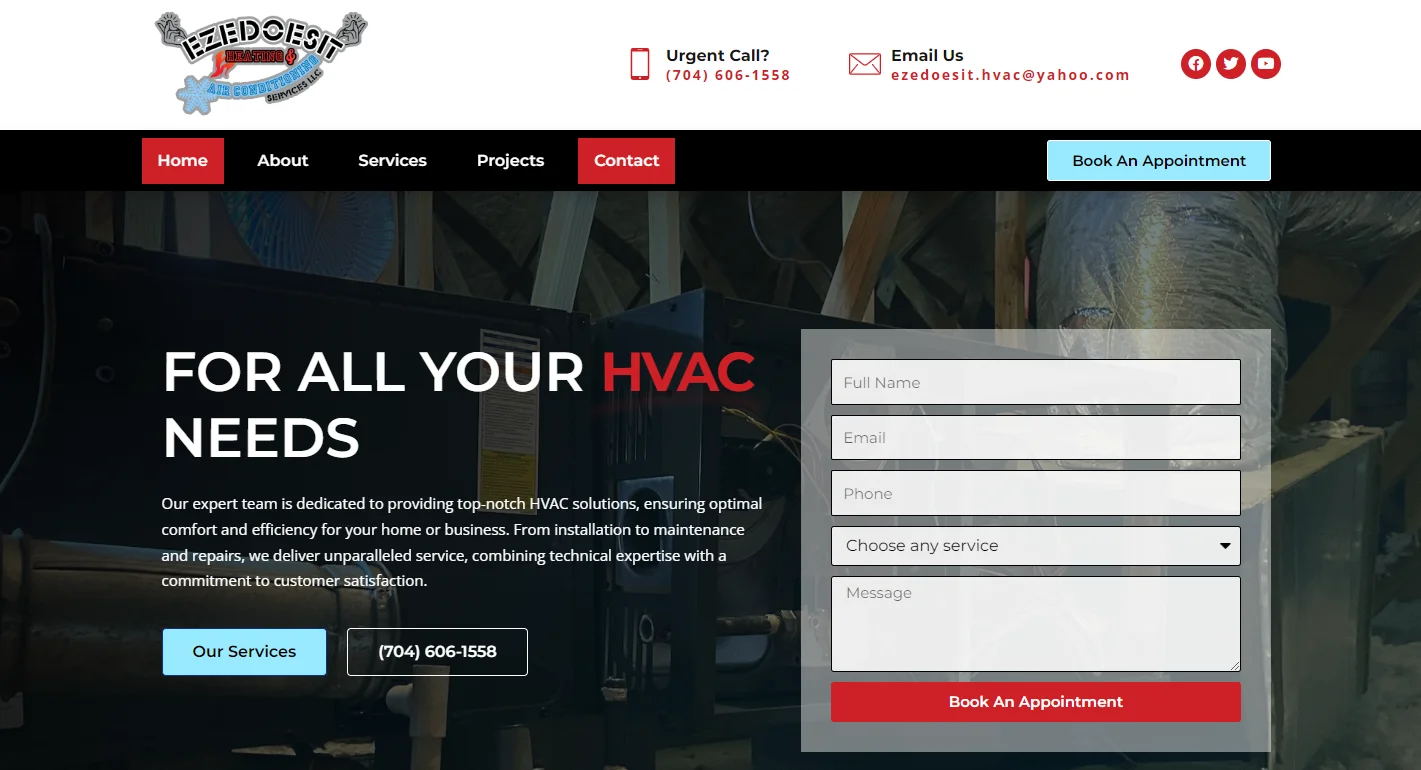 EZEDOESIT
HEATING &
AIR CONDITIONING
SERVICES LLC
Urgent Call?
(704) 606-1558
Email Us
ezedoesit.hvac@yahoo.com
Home
About
Services
Projects
Contact
Book An Appointment
FOR ALL YOUR HVAC
NEEDS
Our expert team is dedicated to providing top-notch HVAC solutions, ensuring optimal
comfort and efficiency for your home or business. From installation to maintenance
and repairs, we deliver unparalleled service, combining technical expertise with a
commitment to customer satisfaction.
Our Services
(704) 606-1558
Full Name
Email
Phone
Choose any service
Message
Book An Appointment